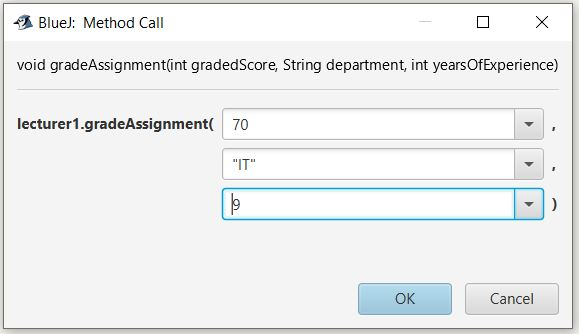 BlueJ: Method Call
void gradeAssignment(int gradedScore, String department, int yearsOfExperience)
lecturer1.gradeAssignment( 70 ,
"IT" ,
9 )
OK Cancel